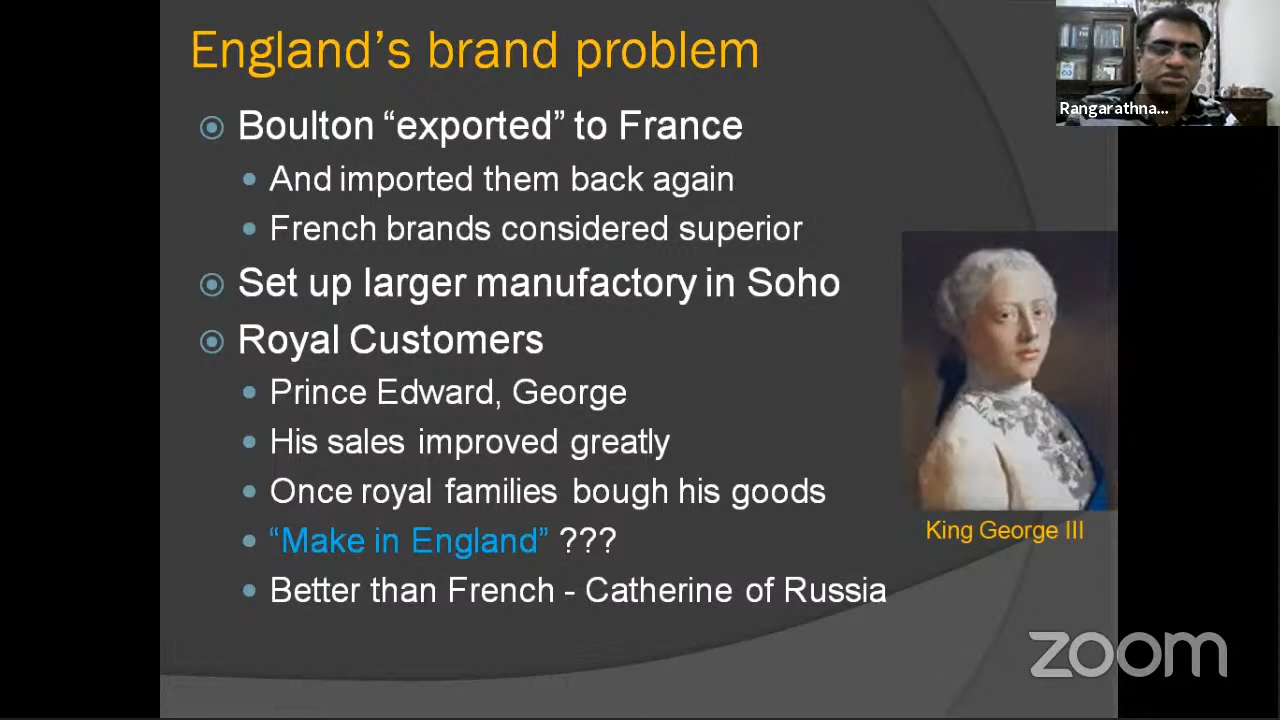 England's brand problem
Boulton “exported” to France
And imported them back again
French brands considered superior
Set up larger manufactory in Soho
Royal Customers
Prince Edward, George
His sales improved greatly
Once royal families bough his goods
“Make in England” ???
Better than French - Catherine of Russia
King George III
Rangarathna...
zoom